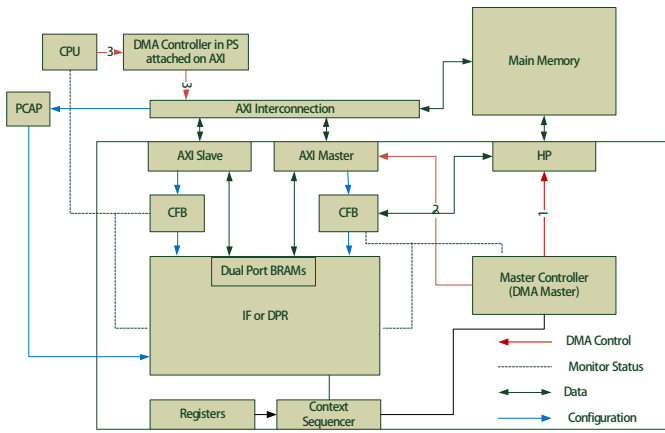 CPU
3
DMA Controller in PS
attached on AXI
Main Memory
3
PCAP
AXI Interconnection
AXI Slave
AXI Master
HP
CFB
CFB
2
1
Dual Port BRAMs
IF or DPR
Master Controller
(DMA Master)
DMA Control
Monitor Status
Data
Configuration
Registers
Context
Sequencer